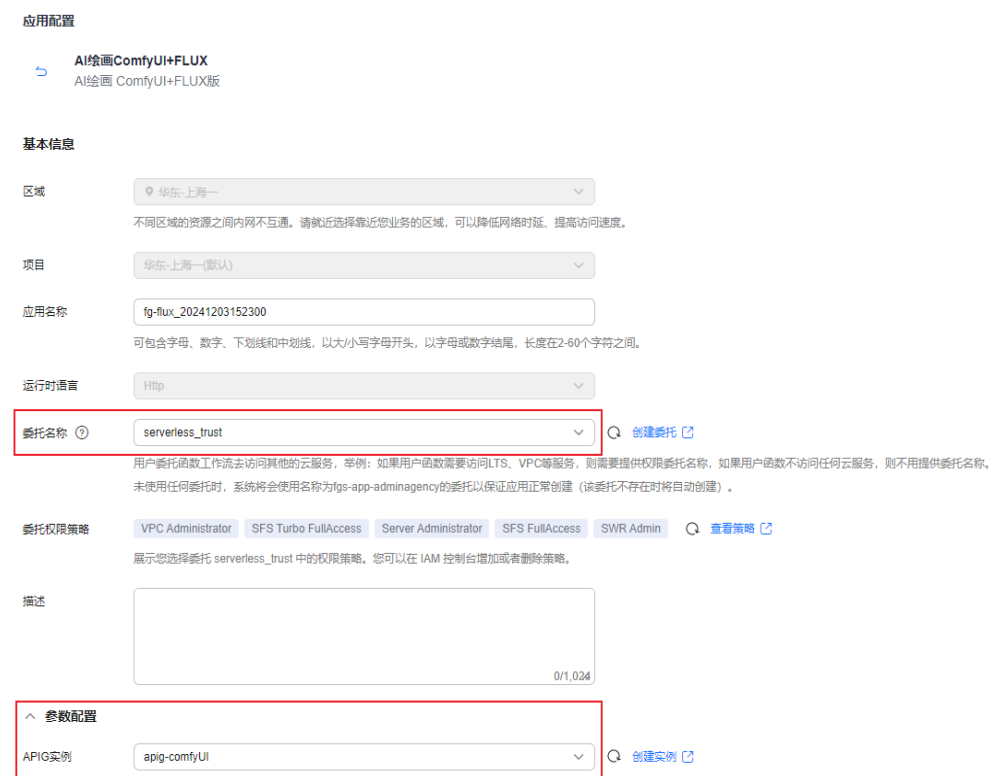 应用配置
AI绘画ComfyUI+FLUX
AI绘画 ComfyUI+FLUX版
基本信息
区域
华东-上海一
不同区域的资源之间内网不互通。请就近选择靠近您业务的区域，可以降低网络时延、提高访问速度。
项目
华东-上海一(默认)
应用名称
fg-flux_20241203152300
可包含字母、数字、下划线和中划线，以大/小写字母开头，以字母或数字结尾，长度在2-60个字符之间。
运行时语言
Http
委托名称 ?
serverless_trust
创建委托
用户委托函数工作流去访问其他的云服务，举例：如果用户函数需要访问LTS、VPC等服务，则需要提供权限委托名称，如果用户函数不访问任何云服务，则不用提供委托名称。
未使用任何委托时，系统将会使用名称为fgs-app-adminagency的委托以保证应用正常创建（该委托不存在时将自动创建）。
委托权限策略
VPC Administrator SFS Turbo FullAccess Server Administrator SFS FullAccess SWR Admin
查看策略
展示您选择委托 serverless_trust 中的权限策略。您可以在 IAM 控制台增加或者删除策略。
描述
0/1,024
参数配置
APIG实例
apig-comfyUI
创建实例